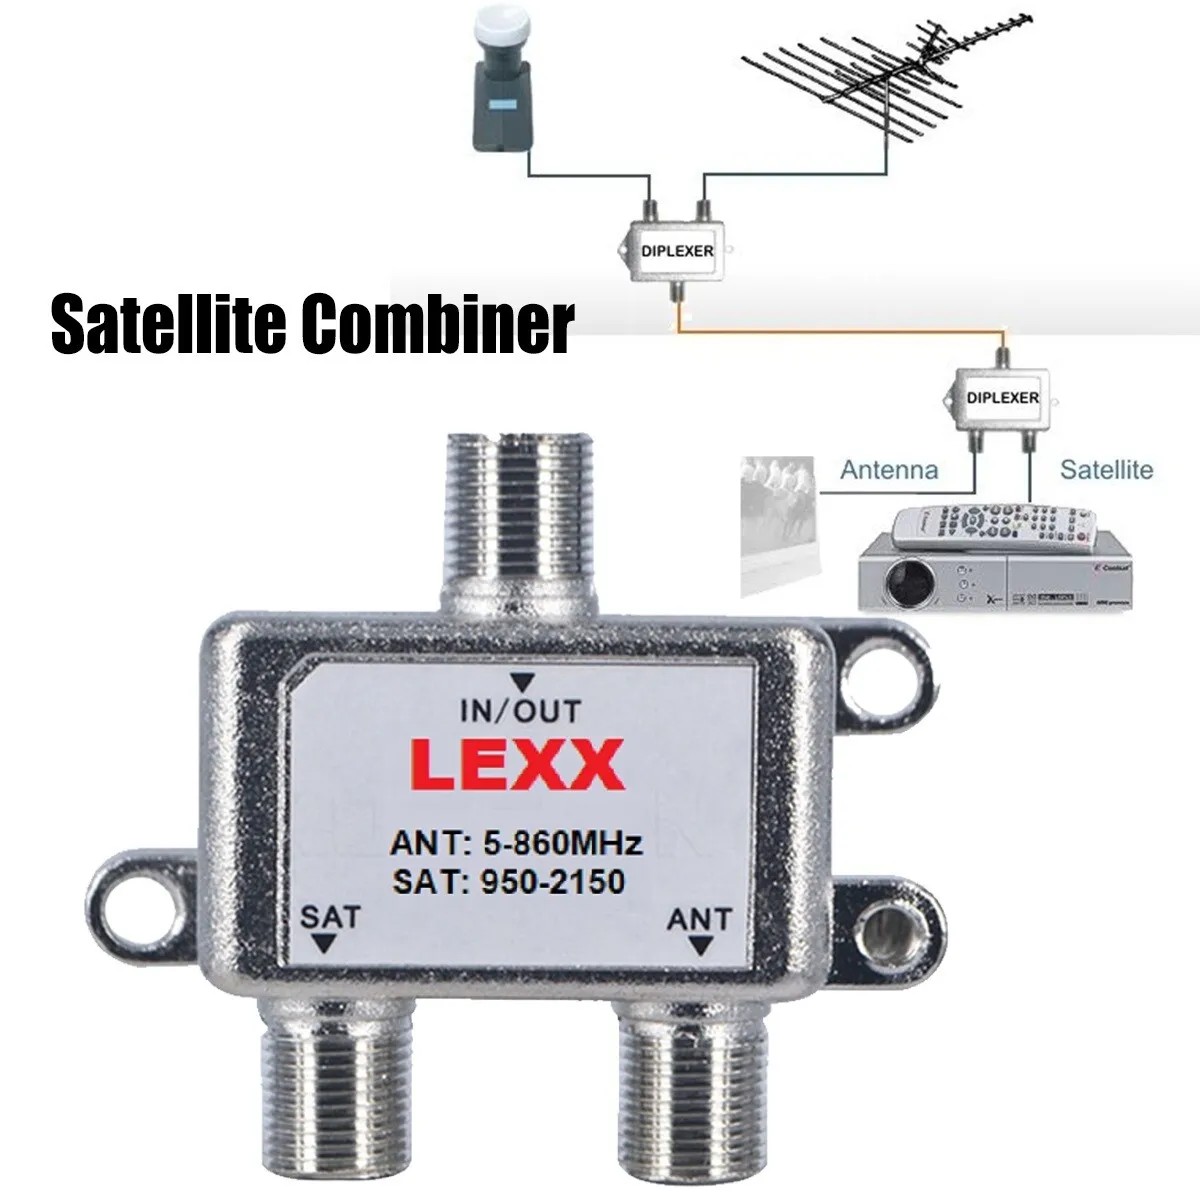 DIPLEXER
Satellite Combiner
DIPLEXER
Antenna
Satellite
IN/OUT
LEXX
ANT: 5-860MHz
SAT: 950-2150
SAT
ANT